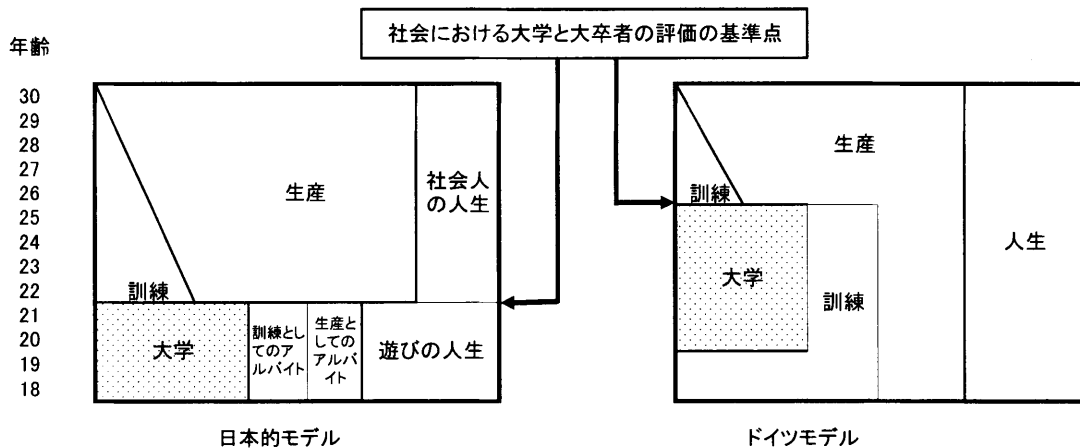 社会における大学と大卒者の評価の基準点
年齢
30
29
28
27
26
25
24
23
22
21
20
19
18
生産
社会人
の人生
訓練
大学
訓練とし
てのア
ルバイト
生産と
しての
アルバ
イト
遊びの人生
日本的モデル
生産
訓練
大学
訓練
人生
ドイツモデル